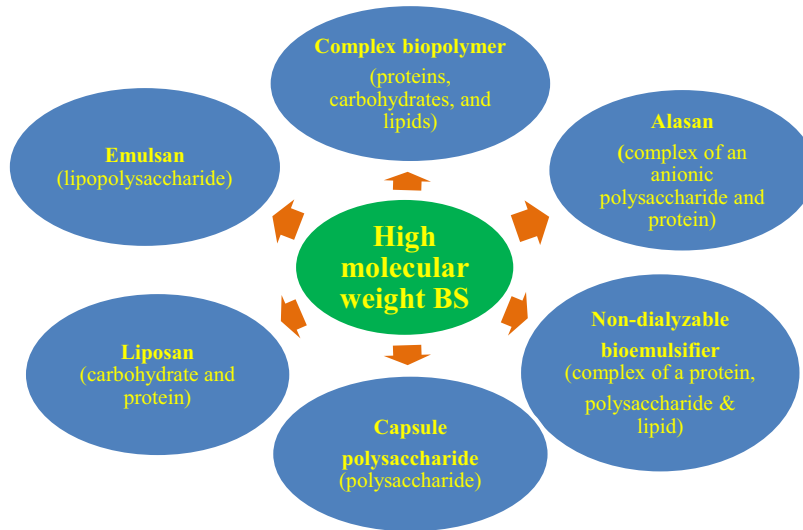 Complex biopolymer
(proteins,
carbohydrates, and
lipids)
Emulsan
(lipopolysaccharide)
Alasan
(complex of an
anionic
polysaccharide and
protein)
High
molecular
weight BS
Liposan
(carbohydrate and
protein)
Non-dialyzable
bioemulsifier
(complex of a protein,
polysaccharide &
lipid)
Capsule
polysaccharide
(polysaccharide)